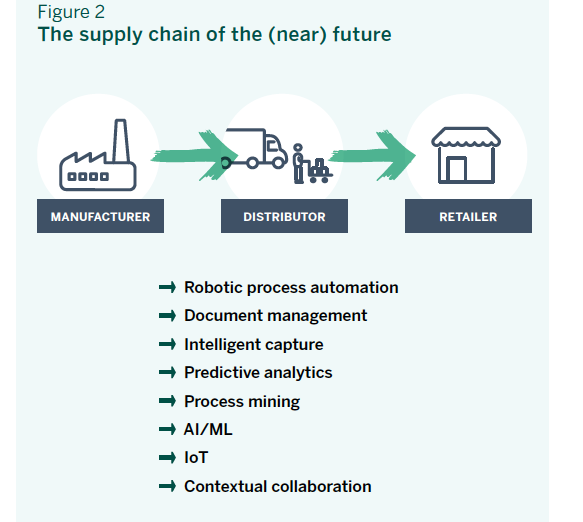 Figure 2
The supply chain of the (near) future
MANUFACTURER
DISTRIBUTOR
RETAILER
Robotic process automation
Document management
Intelligent capture
Predictive analytics
Process mining
AI/ML
IoT
Contextual collaboration